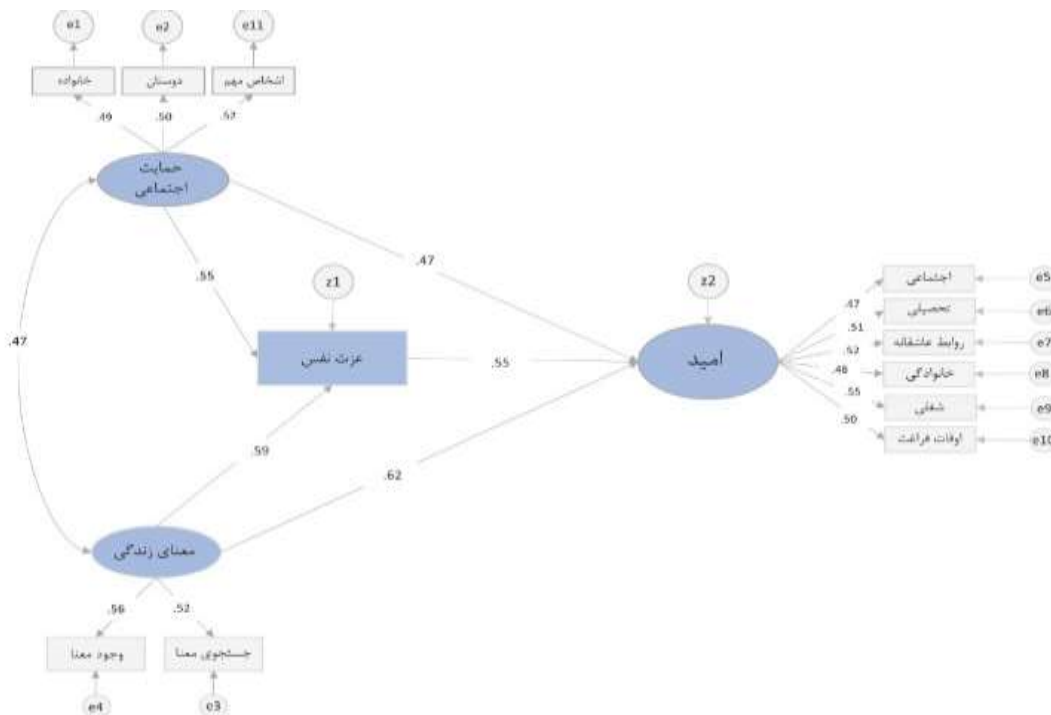 e1
e2
e11
خانواده
دوستان
اشخاص مهم
.49
.50
.52
حمایت
اجتماعی
.47
.55
.47
z1
z2
عزت نفس
.55
امید
.59
.62
اجتماعی
e5
.47
تحصیلی
e6
.51
روابط عاشقانه
e7
.52
خانوادگی
e8
.48
شغلی
e9
.55
اوقات فراغت
e10
.50
معنای زندگی
.56
.52
وجود معنا
جستجوی معنا
e4
e3